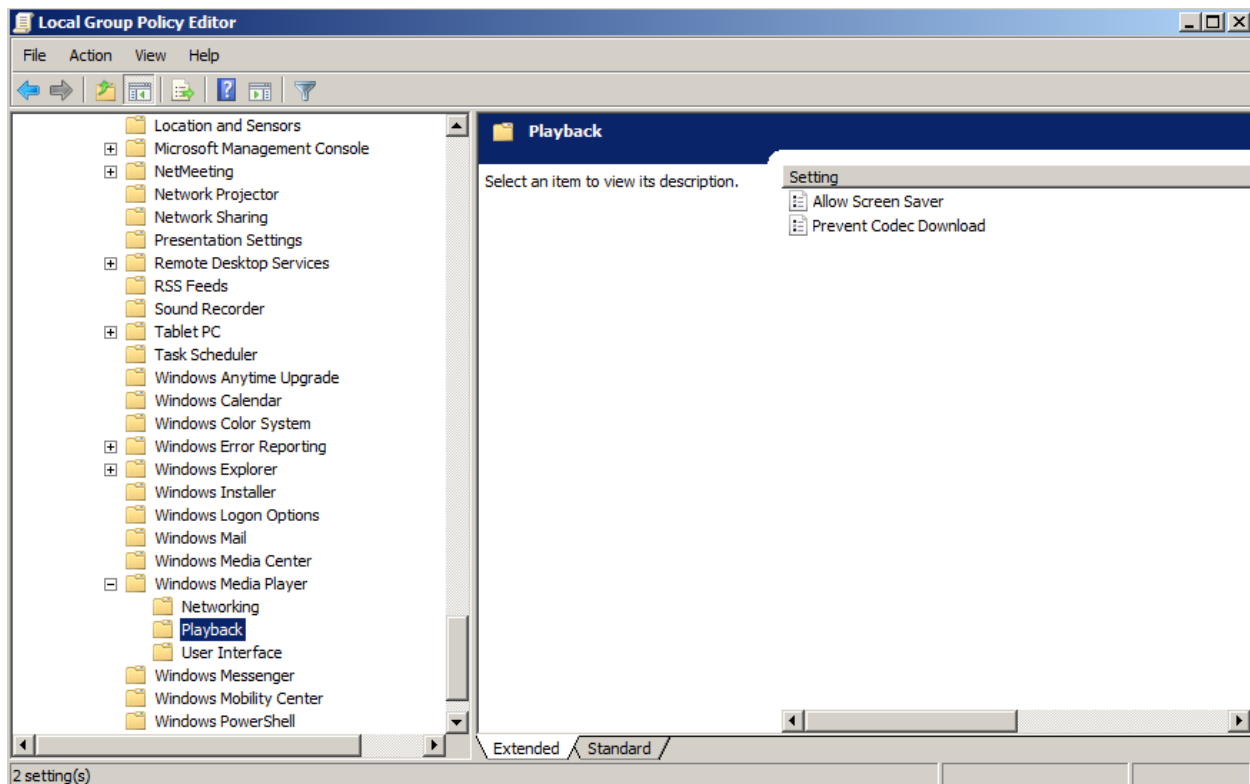 Local Group Policy Editor
File Action View Help
Location and Sensors
Microsoft Management Console
NetMeeting
Network Projector
Network Sharing
Presentation Settings
Remote Desktop Services
RSS Feeds
Sound Recorder
Tablet PC
Task Scheduler
Windows Anytime Upgrade
Windows Calendar
Windows Color System
Windows Error Reporting
Windows Explorer
Windows Installer
Windows Logon Options
Windows Mail
Windows Media Center
Windows Media Player
Networking
Playback
User Interface
Windows Messenger
Windows Mobility Center
Windows PowerShell
Playback
Select an item to view its description.
Setting
Allow Screen Saver
Prevent Codec Download
Extended Standard
2 setting(s)